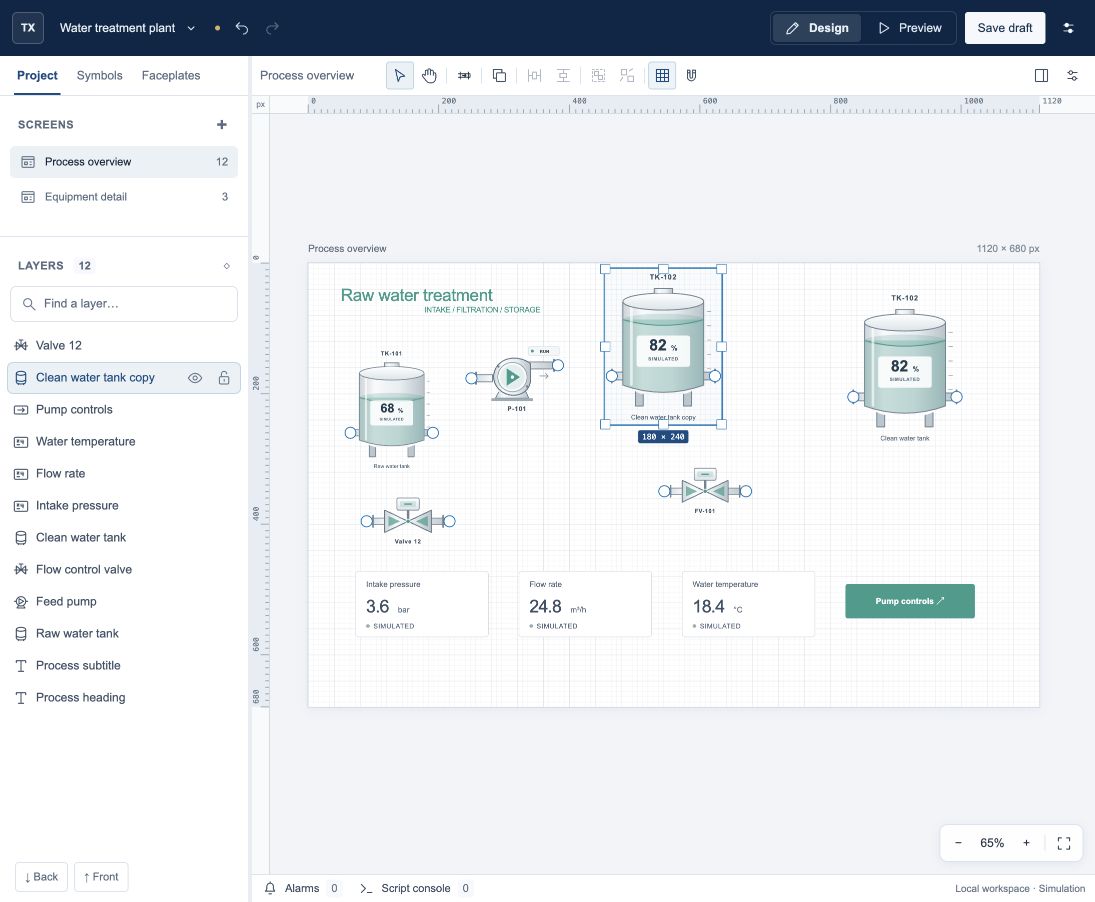 TX
Water treatment plant
Design
Preview
Save draft
Project
Symbols
Faceplates
Process overview
SCREENS
Process overview 12
Equipment detail 3
LAYERS 12
Find a layer…
Valve 12
Clean water tank copy
Pump controls
Water temperature
Flow rate
Intake pressure
Clean water tank
Flow control valve
Feed pump
Raw water tank
Process subtitle
Process heading
↓ Back
↑ Front
px
0 200 400 600 800 1000 1120
0
200
400
600
680
Process overview
1120 × 680 px
Raw water treatment
INTAKE / FILTRATION / STORAGE
TK-101
68 %
SIMULATED
Raw water tank
RUN
P-101
TK-102
82 %
SIMULATED
Clean water tank copy
180 × 240
TK-102
82 %
SIMULATED
Clean water tank
Valve 12
FV-101
Intake pressure
3.6 bar
SIMULATED
Flow rate
24.8 m³/h
SIMULATED
Water temperature
18.4 °C
SIMULATED
Pump controls ↗
− 65% +
Alarms 0
Script console 0
Local workspace · Simulation